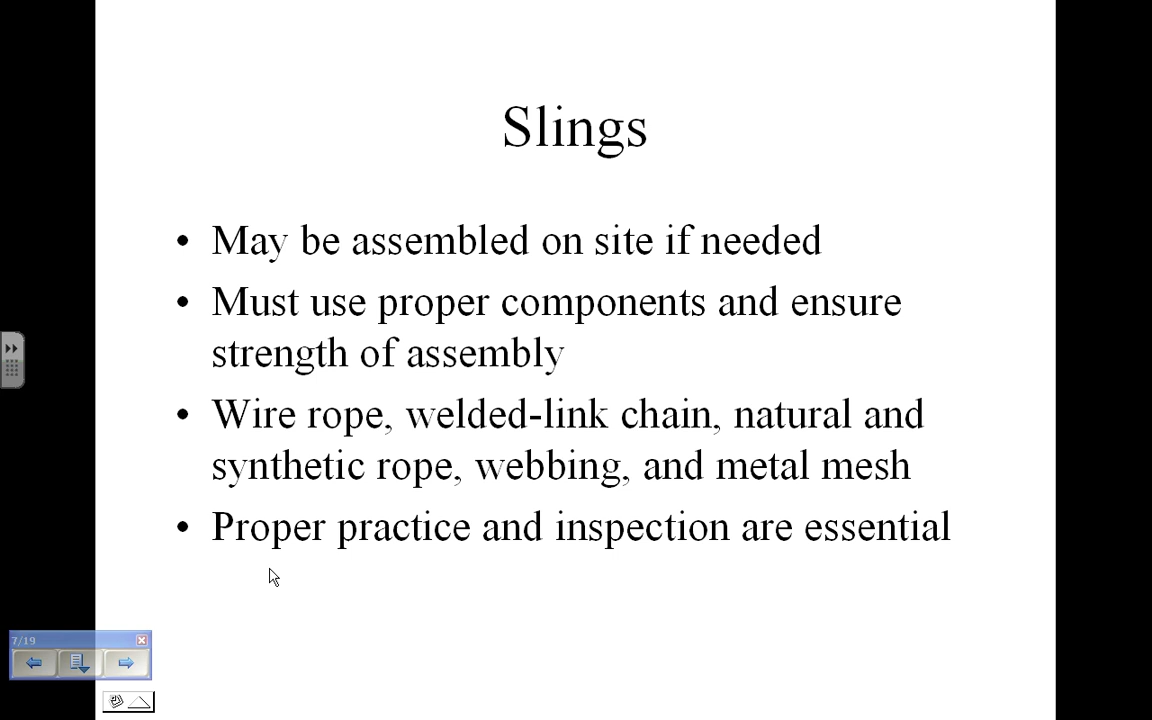 Slings
• May be assembled on site if needed
• Must use proper components and ensure
strength of assembly
• Wire rope, welded-link chain, natural and
synthetic rope, webbing, and metal mesh
• Proper practice and inspection are essential
7/19